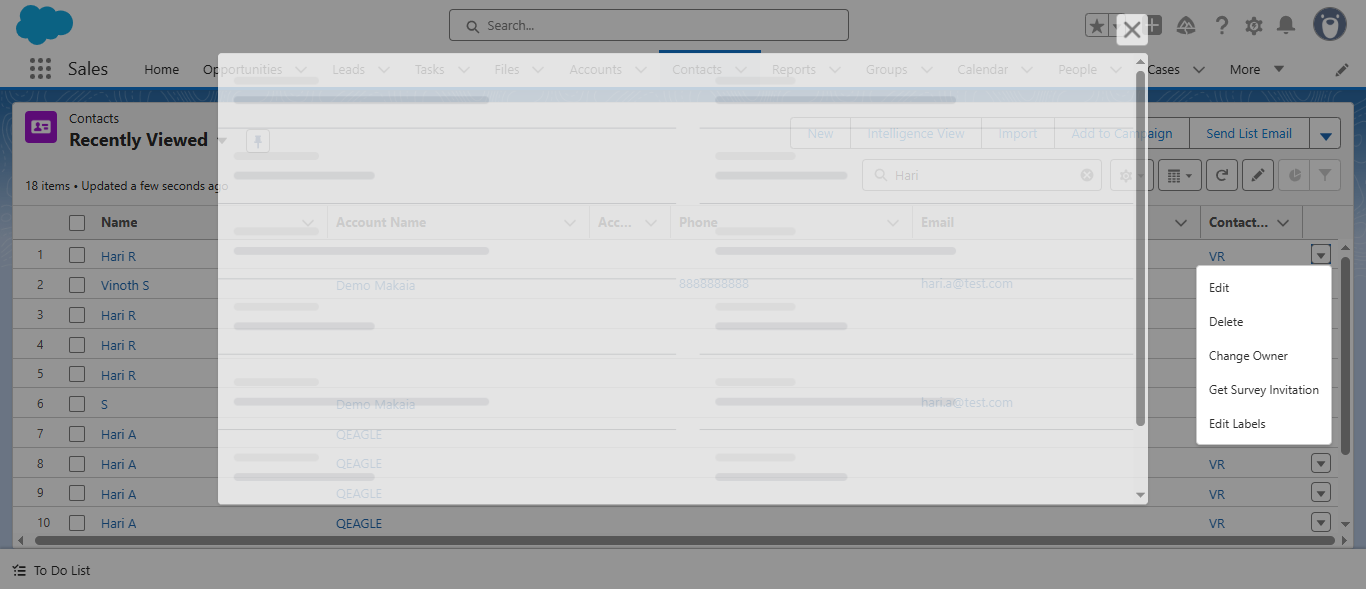 Search...
Sales
Home
Opportunities
Leads
Tasks
Files
Accounts
Contacts
Reports
Groups
Calendar
People
Cases
More
Contacts
Recently Viewed
New
Intelligence View
Import
Add to Campaign
Send List Email
18 items • Updated a few seconds ago
Hari
Name
Account Name
Acc...
Phone
Email
Contact...
1 Hari R VR
2 Vinoth S Demo Makaia 8888888888 hari.a@test.com
3 Hari R
4 Hari R
5 Hari R
6 S Demo Makaia hari.a@test.com
7 Hari A QEAGLE
8 Hari A QEAGLE VR
9 Hari A QEAGLE VR
10 Hari A QEAGLE VR
Edit
Delete
Change Owner
Get Survey Invitation
Edit Labels
To Do List